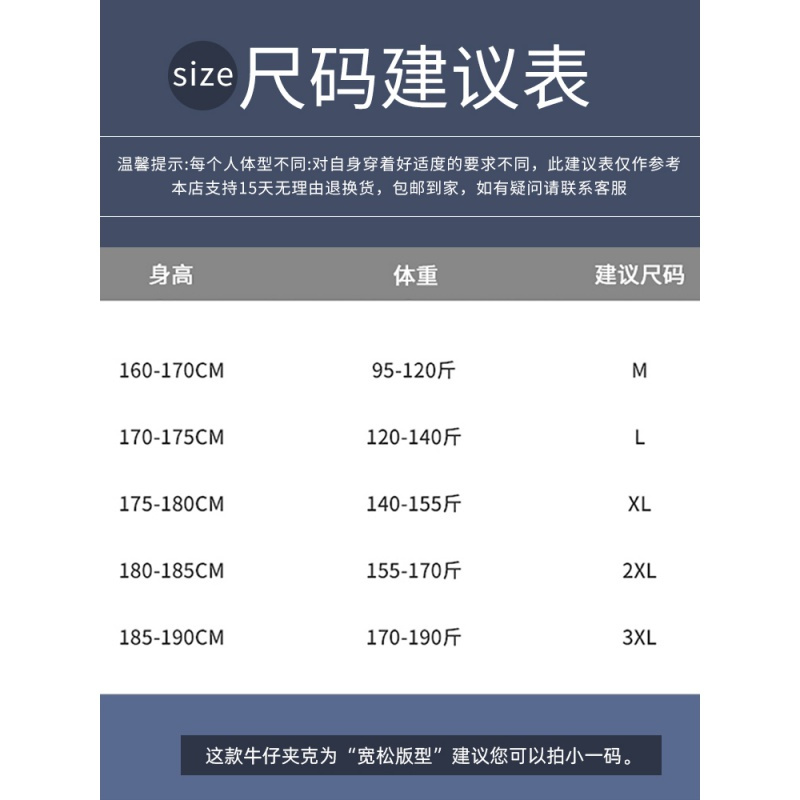 size 尺码建议表
温馨提示:每个人体型不同:对自身穿着好适度的要求不同，此建议表仅作参考
本店支持15天无理由退换货，包邮到家，如有疑问请联系客服
身高 体重 建议尺码
160-170CM 95-120斤 M
170-175CM 120-140斤 L
175-180CM 140-155斤 XL
180-185CM 155-170斤 2XL
185-190CM 170-190斤 3XL
这款牛仔夹克为“宽松版型”建议您可以拍小一码。